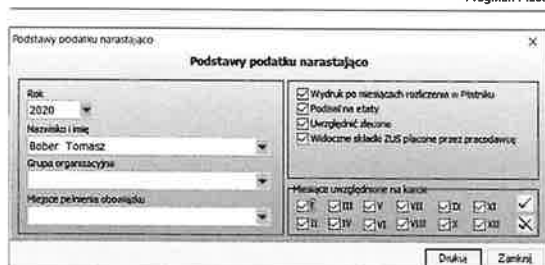 Podstawy podatku narastająco
Podstawy podatku narastająco
Rok
2020
Nazwisko i imię
Bober Tomasz
Grupa organizacyjna
Miejsce pełnienia obowiązku
Wydruk po miesiącach rozliczenia w Płatniku
Podział na etaty
Uwzględnić zlecone
Widoczne składki ZUS płacone przez pracodawcę
Miesiące uwzględnione na karcie
I III V VII IX XI
II IV VI VIII X XII
Drukuj Zamknij